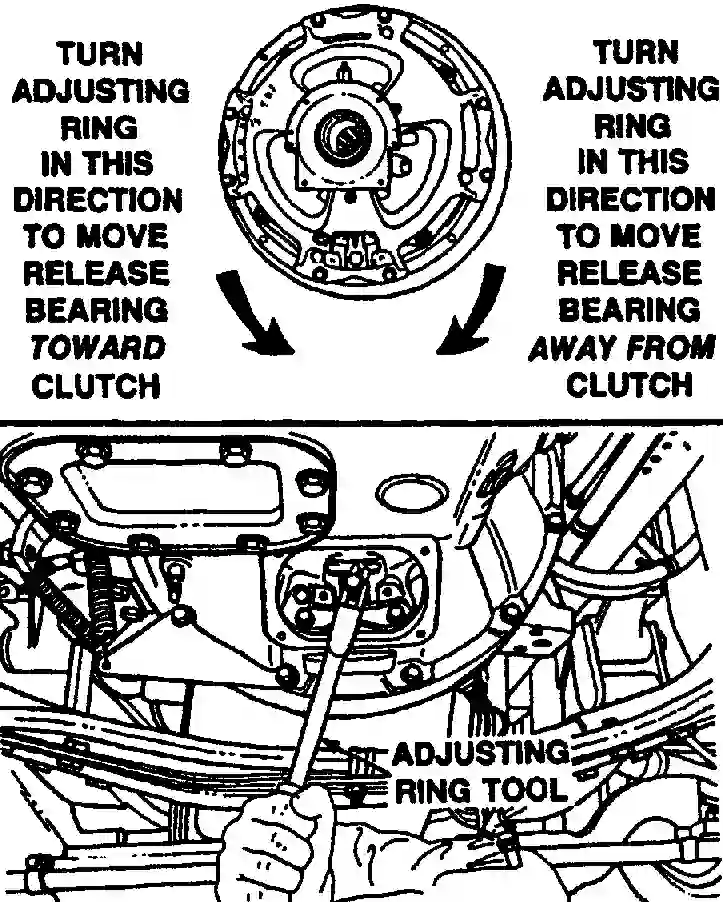 TURN
ADJUSTING
RING
IN THIS
DIRECTION
TO MOVE
RELEASE
BEARING
TOWARD
CLUTCH
TURN
ADJUSTING
RING
IN THIS
DIRECTION
TO MOVE
RELEASE
BEARING
AWAY FROM
CLUTCH
ADJUSTING
RING TOOL